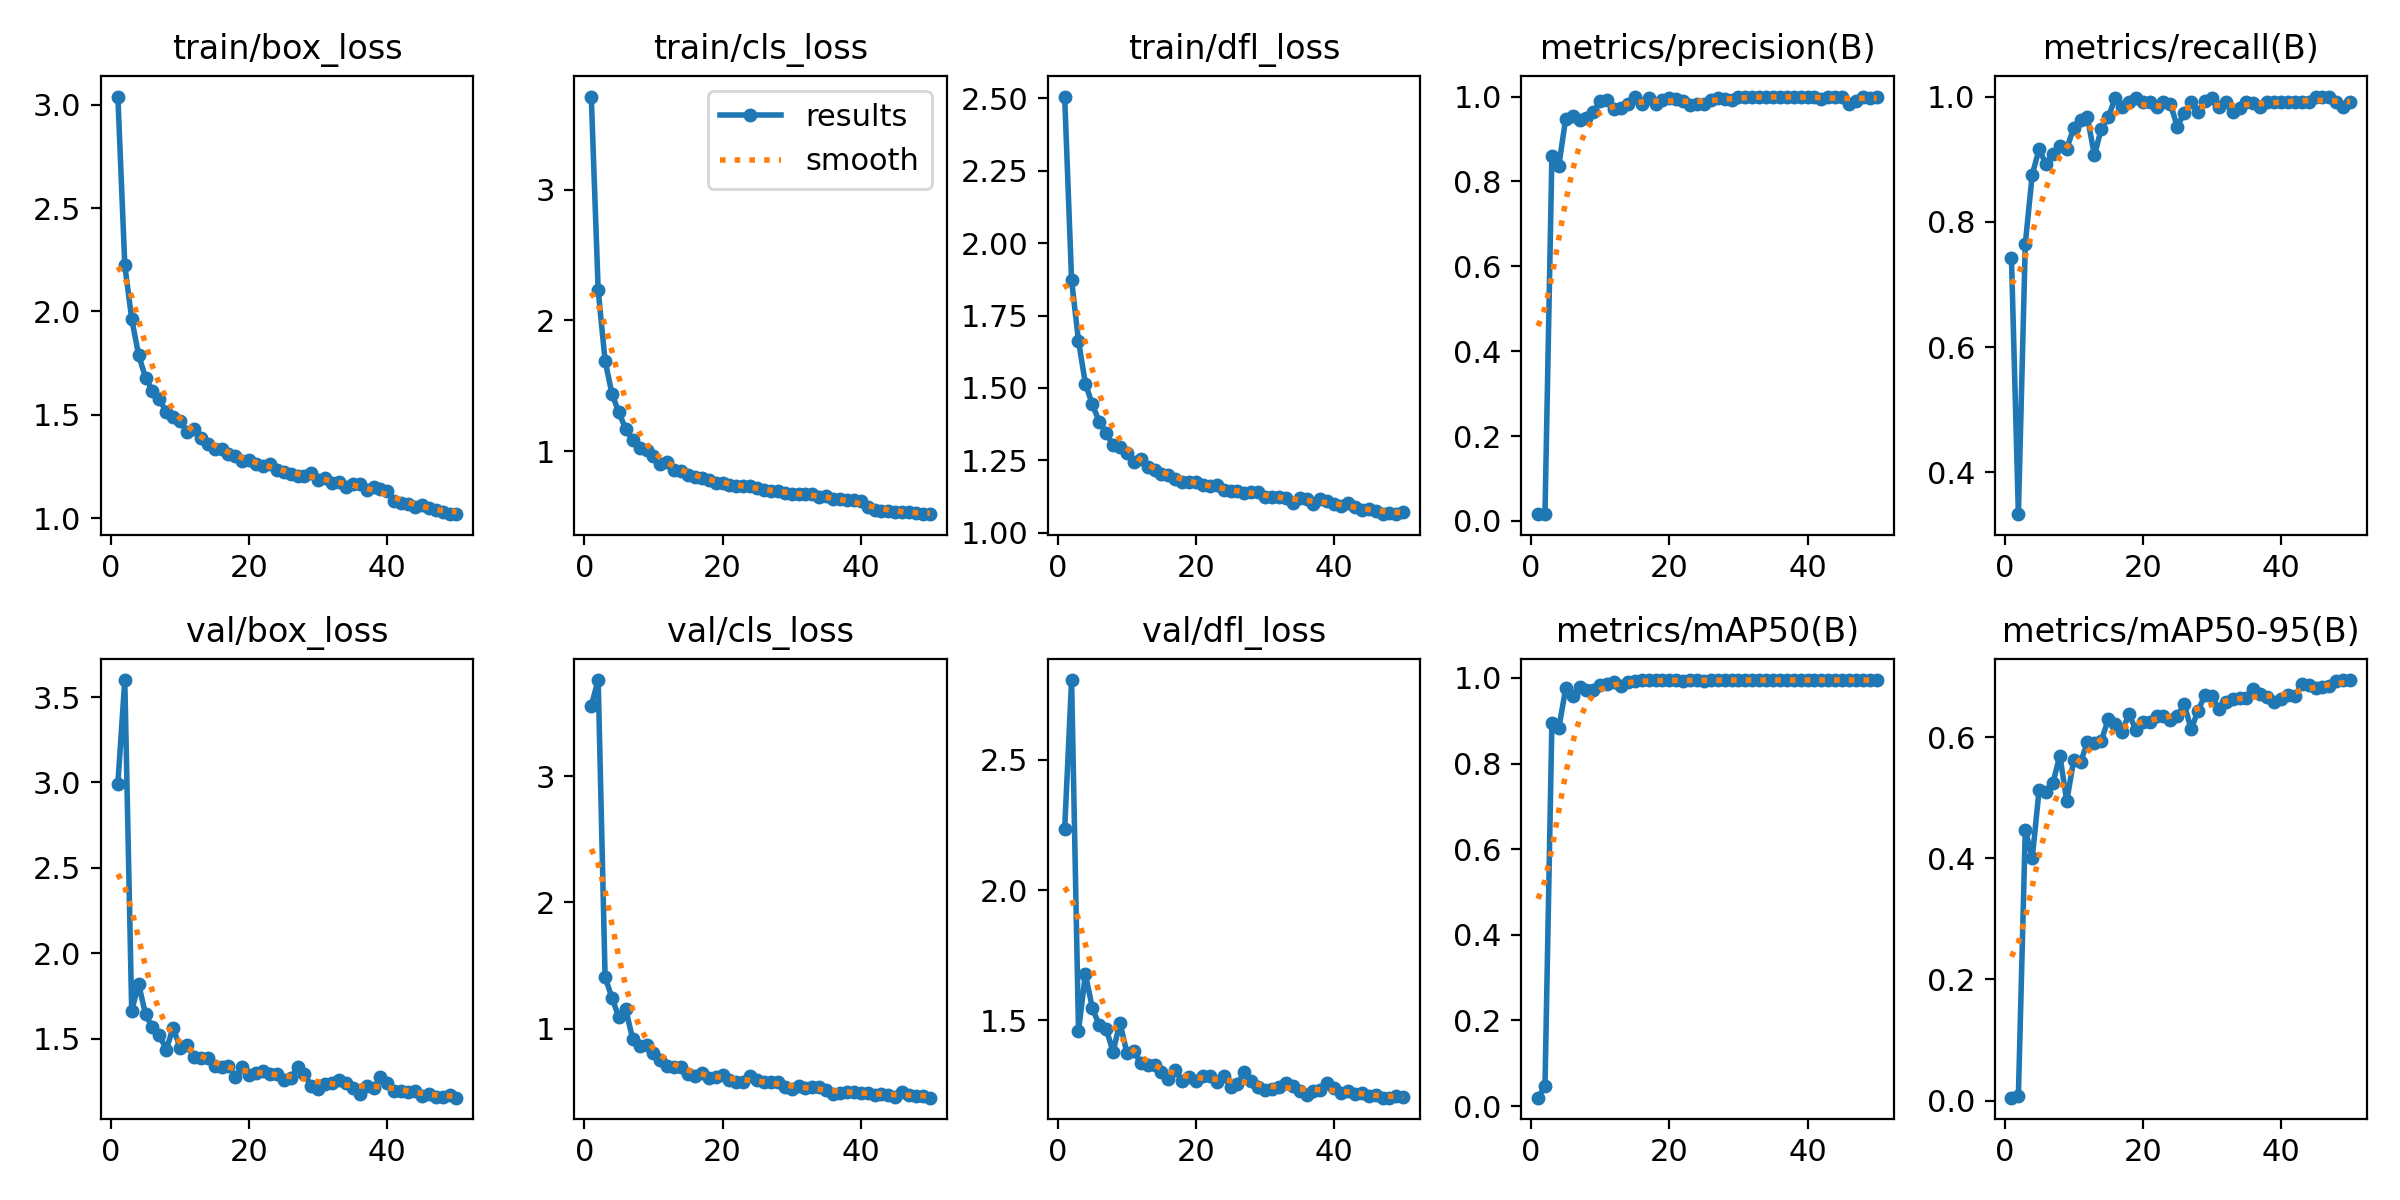 train/box_loss
3.0
2.5
2.0
1.5
1.0
0 20 40
train/cls_loss
results
smooth
3
2
1
0 20 40
train/dfl_loss
2.50
2.25
2.00
1.75
1.50
1.25
1.00
0 20 40
metrics/precision(B)
1.0
0.8
0.6
0.4
0.2
0.0
0 20 40
metrics/recall(B)
1.0
0.8
0.6
0.4
0 20 40
val/box_loss
3.5
3.0
2.5
2.0
1.5
0 20 40
val/cls_loss
3
2
1
0 20 40
val/dfl_loss
2.5
2.0
1.5
0 20 40
metrics/mAP50(B)
1.0
0.8
0.6
0.4
0.2
0.0
0 20 40
metrics/mAP50-95(B)
0.6
0.4
0.2
0.0
0 20 40